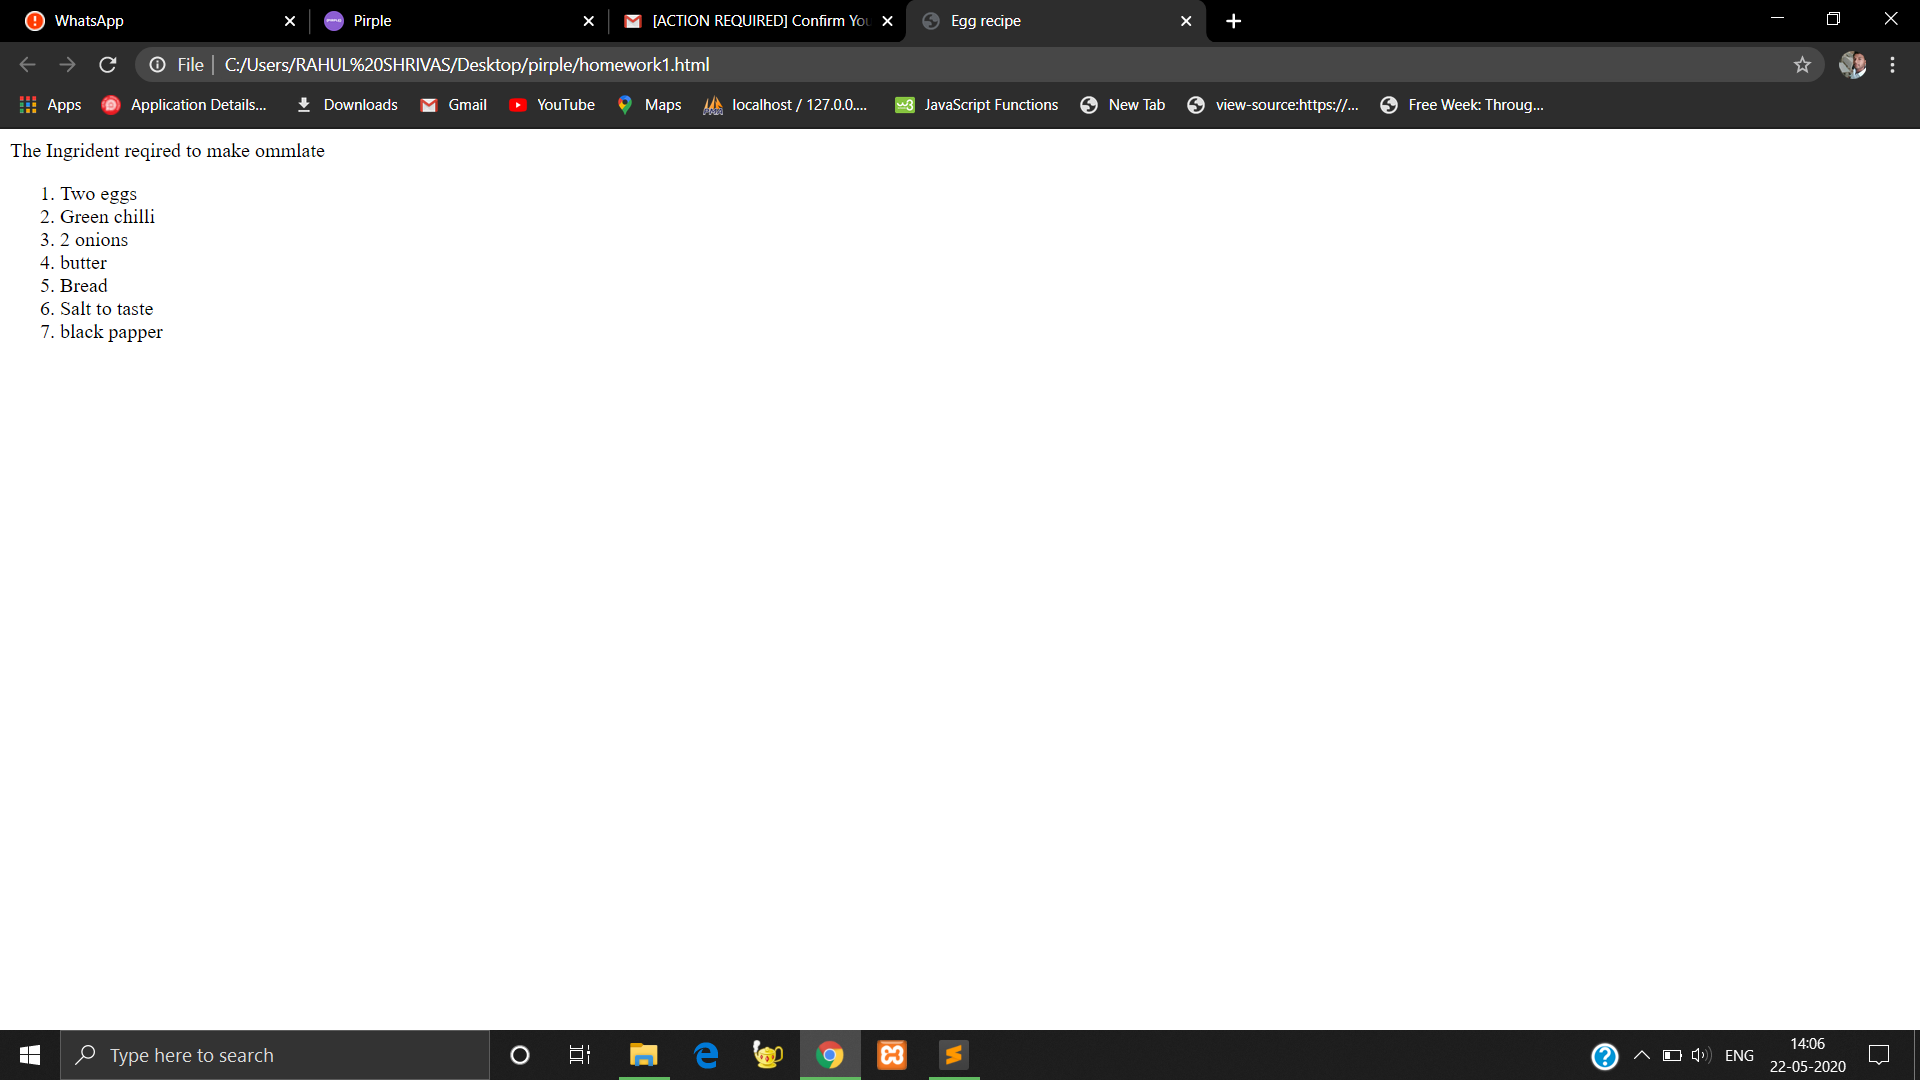 WhatsApp
Pirple
[ACTION REQUIRED] Confirm You
Egg recipe
File
C:/Users/RAHUL%20SHRIVAS/Desktop/pirple/homework1.html
Apps
Application Details...
Downloads
Gmail
YouTube
Maps
localhost / 127.0.0....
JavaScript Functions
New Tab
view-source:https://...
Free Week: Throug...
The Ingrident reqired to make ommlate
1. Two eggs
2. Green chilli
3. 2 onions
4. butter
5. Bread
6. Salt to taste
7. black papper
Type here to search
ENG
14:06
22-05-2020